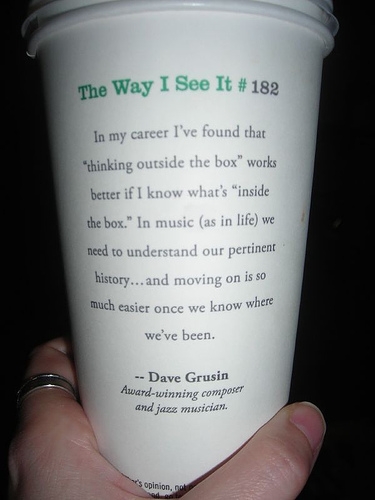 The Way I See It # 182
In my career I've found that
"thinking outside the box" works
better if I know what's "inside
the box." In music (as in life) we
need to understand our pertinent
history...and moving on is so
much easier once we know where
we've been.
-- Dave Grusin
Award-winning composer
and jazz musician.
opinion, not